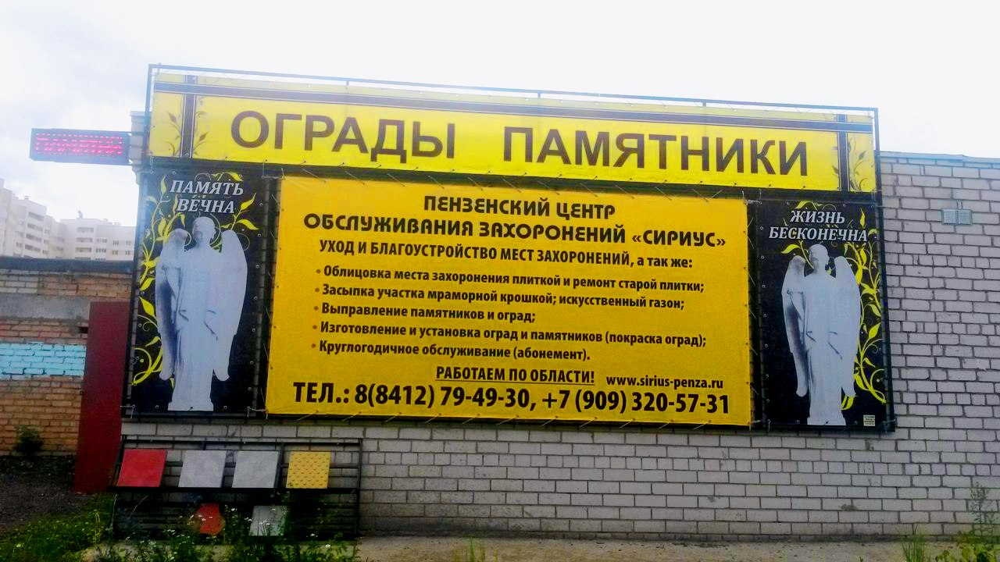 ОГРАДЫ ПАМЯТНИКИ
ПАМЯТЬ
ВЕЧНА
ПЕНЗЕНСКИЙ ЦЕНТР
ОБСЛУЖИВАНИЯ ЗАХОРОНЕНИЙ «СИРИУС»
УХОД И БЛАГОУСТРОЙСТВО МЕСТ ЗАХОРОНЕНИЙ, а так же:
• Облицовка места захоронения плиткой и ремонт старой плитки;
• Засыпка участка мраморной крошкой; искусственный газон;
• Выправление памятников и оград;
• Изготовление и установка оград и памятников (покраска оград);
• Круглогодичное обслуживание (абонемент).
РАБОТАЕМ ПО ОБЛАСТИ! www.sirius-penza.ru
ТЕЛ.: 8(8412) 79-49-30, +7 (909) 320-57-31
ЖИЗНЬ
БЕСКОНЕЧНА